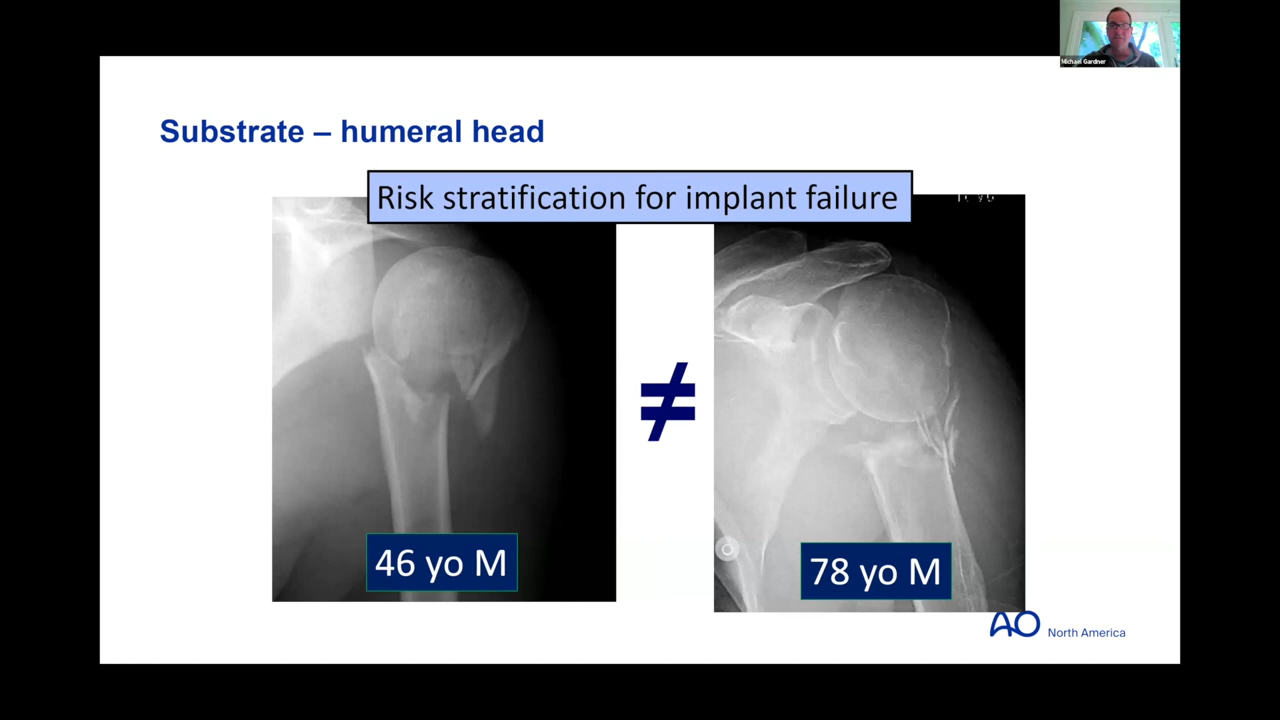 Michael Gardner
Substrate – humeral head
Risk stratification for implant failure
≠
46 yo M
78 yo M
AO North America